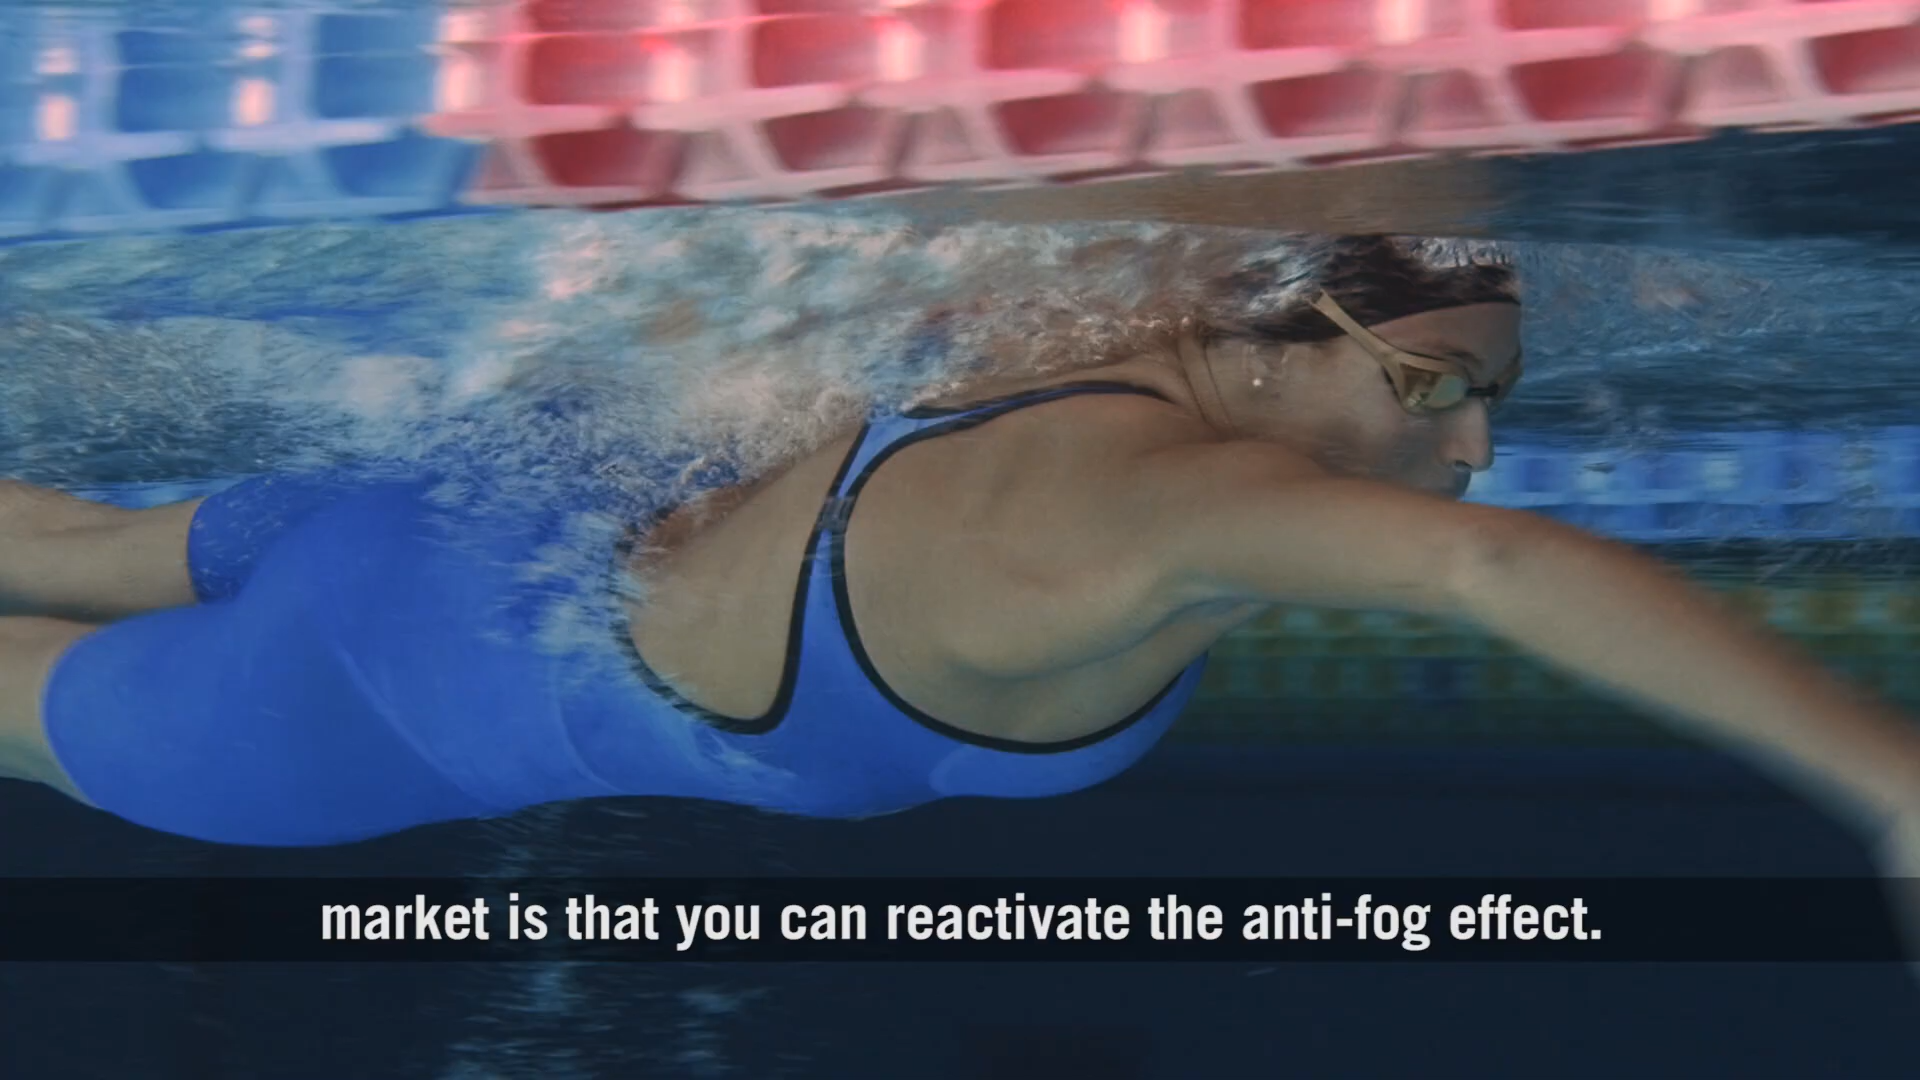 market is that you can reactivate the anti-fog effect.